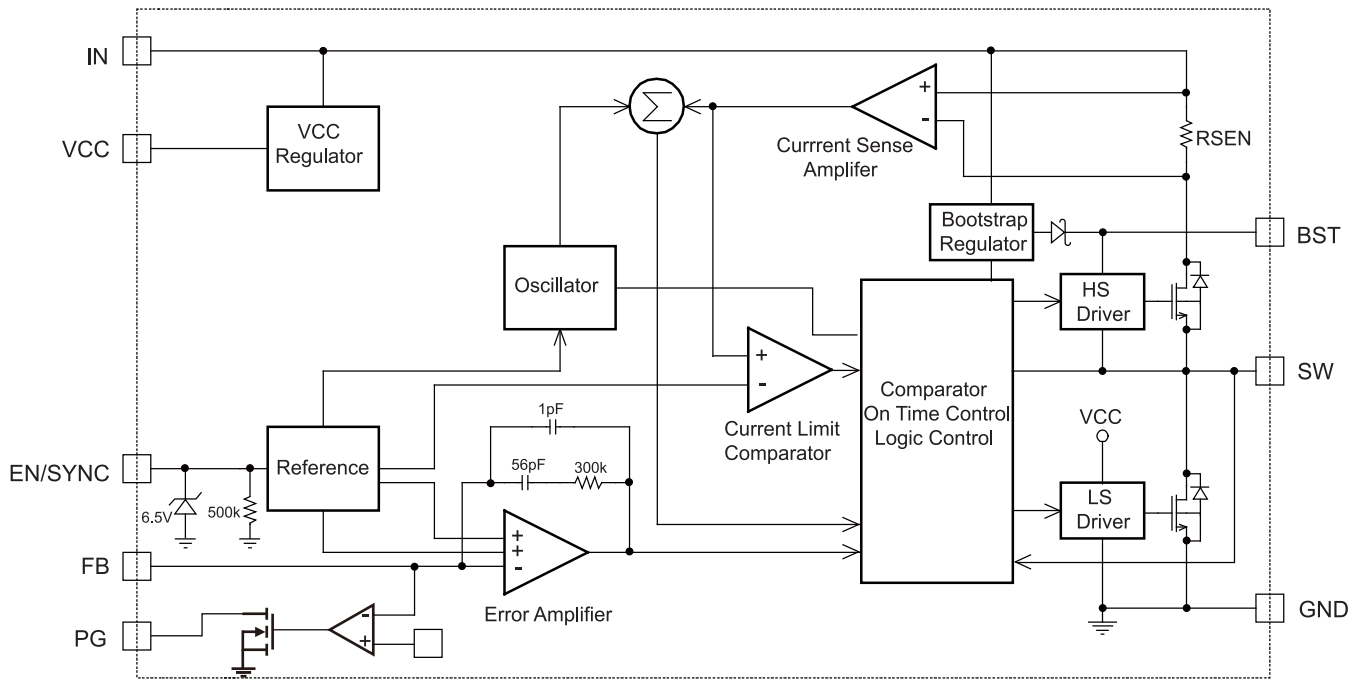 IN
VCC
Regulator
VCC
Σ
+
-
Currrent Sense
Amplifer
RSEN
Bootstrap
Regulator
BST
Oscillator
HS
Driver
+
-
Current Limit
Comparator
Comparator
On Time Control
Logic Control
SW
VCC
EN/SYNC
Reference
6.5V
500k
1pF
56pF
300k
LS
Driver
+
+
-
Error Amplifier
FB
PG
-
+
GND